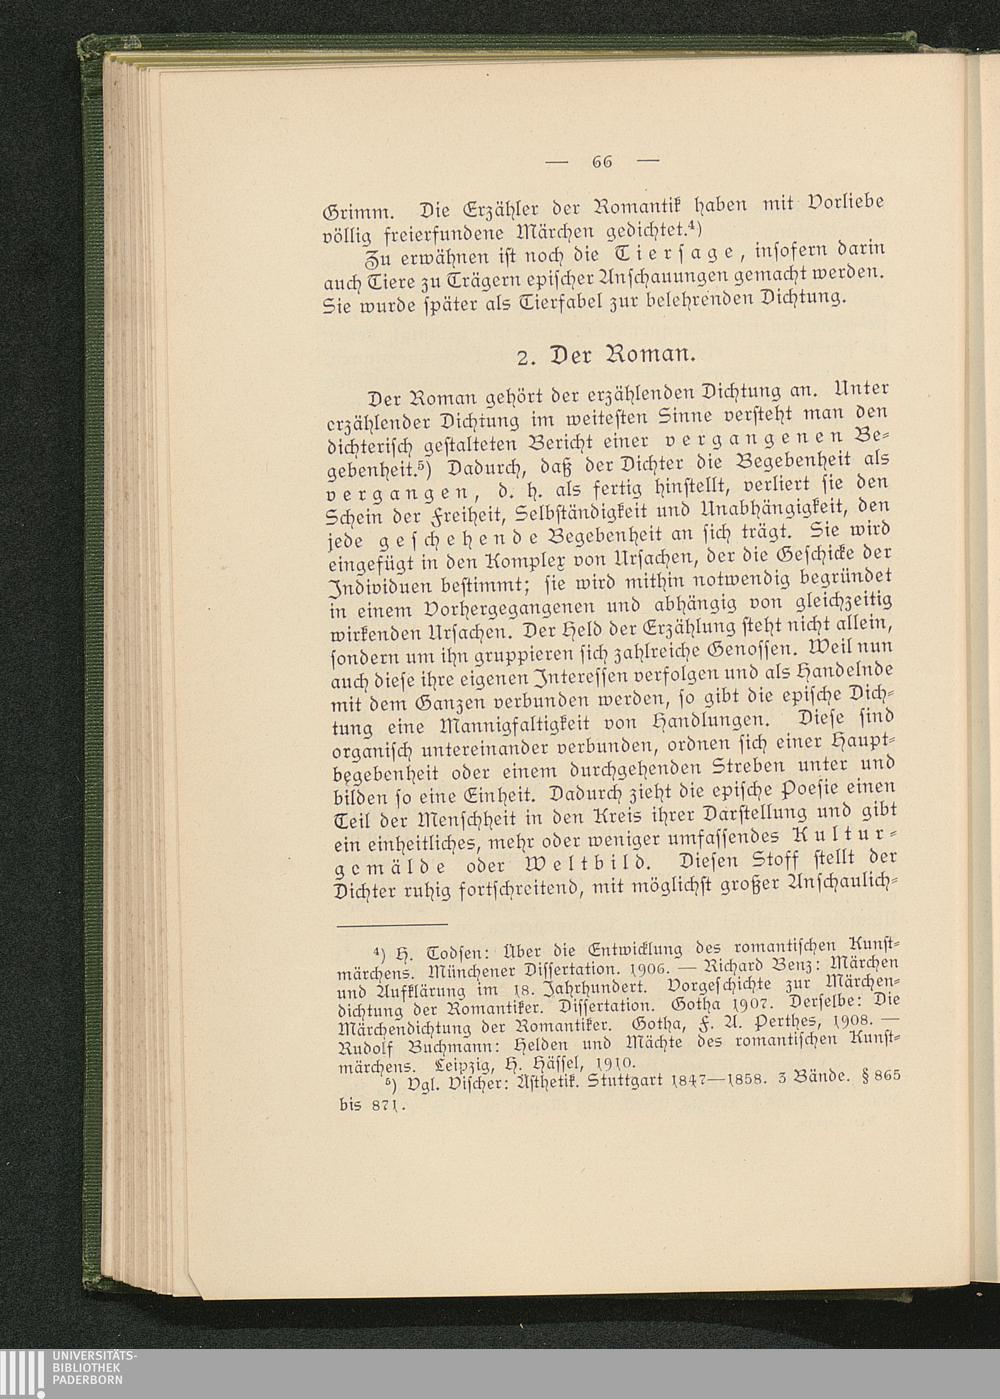 — 66 —
Grimm. Die Erzähler der Romantik haben mit Vorliebe
völlig freierfundene Märchen gedichtet.⁴)
Zu erwähnen ist noch die Tiersage, insofern darin
auch Tiere zu Trägern epischer Anschauungen gemacht werden.
Sie wurde später als Tierfabel zur belehrenden Dichtung.
2. Der Roman.
Der Roman gehört der erzählenden Dichtung an. Unter
erzählender Dichtung im weitesten Sinne versteht man den
dichterisch gestalteten Bericht einer vergangenen Be-
gebenheit.⁵) Dadurch, daß der Dichter die Begebenheit als
vergangen, d. h. als fertig hinstellt, verliert sie den
Schein der Freiheit, Selbständigkeit und Unabhängigkeit, den
jede geschehende Begebenheit an sich trägt. Sie wird
eingefügt in den Komplex von Ursachen, der die Geschicke der
Individuen bestimmt; sie wird mithin notwendig begründet
in einem Vorhergegangenen und abhängig von gleichzeitig
wirkenden Ursachen. Der Held der Erzählung steht nicht allein,
sondern um ihn gruppieren sich zahlreiche Genossen. Weil nun
auch diese ihre eigenen Interessen verfolgen und als Handelnde
mit dem Ganzen verbunden werden, so gibt die epische Dich-
tung eine Mannigfaltigkeit von Handlungen. Diese sind
organisch untereinander verbunden, ordnen sich einer Haupt-
begebenheit oder einem durchgehenden Streben unter und
bilden so eine Einheit. Dadurch zieht die epische Poesie einen
Teil der Menschheit in den Kreis ihrer Darstellung und gibt
ein einheitliches, mehr oder weniger umfassendes Kultur-
gemälde oder Weltbild. Diesen Stoff stellt der
Dichter ruhig fortschreitend, mit möglichst großer Anschaulich-
⁴) H. Todsen: Über die Entwicklung des romantischen Kunst-
märchens. Münchener Dissertation. 1906. — Richard Benz: Märchen
und Aufklärung im 18. Jahrhundert. Vorgeschichte zur Märchen-
dichtung der Romantiker. Dissertation. Gotha 1907. Derselbe: Die
Märchendichtung der Romantiker. Gotha, F. A. Perthes, 1908. —
Rudolf Buchmann: Helden und Mächte des romantischen Kunst-
märchens. Leipzig, H. Hässel, 1910.
⁵) Vgl. Vischer: Ästhetik. Stuttgart 1847—1858. 3 Bände. § 865
bis 871.
UNIVERSITÄTS-
BIBLIOTHEK
PADERBORN